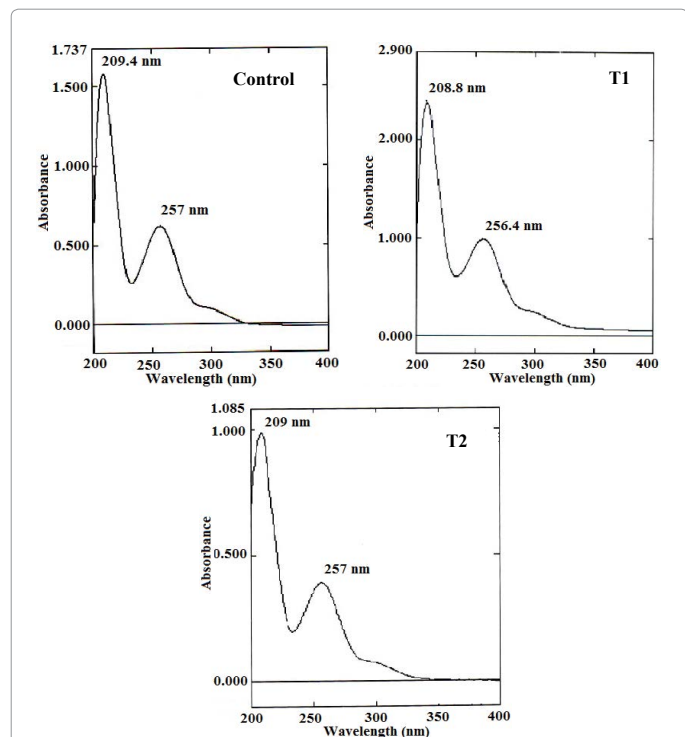 1.737
209.4 nm
Control
1.500
1.000
257 nm
0.500
0.000
200 250 300 350 400
Wavelength (nm)
Absorbance
2.900
T1
208.8 nm
2.000
256.4 nm
1.000
0.000
200 250 300 350 400
Wavelength (nm)
Absorbance
1.085
209 nm
1.000
T2
0.500
257 nm
0.000
200 250 300 350 400
Wavelength (nm)
Absorbance